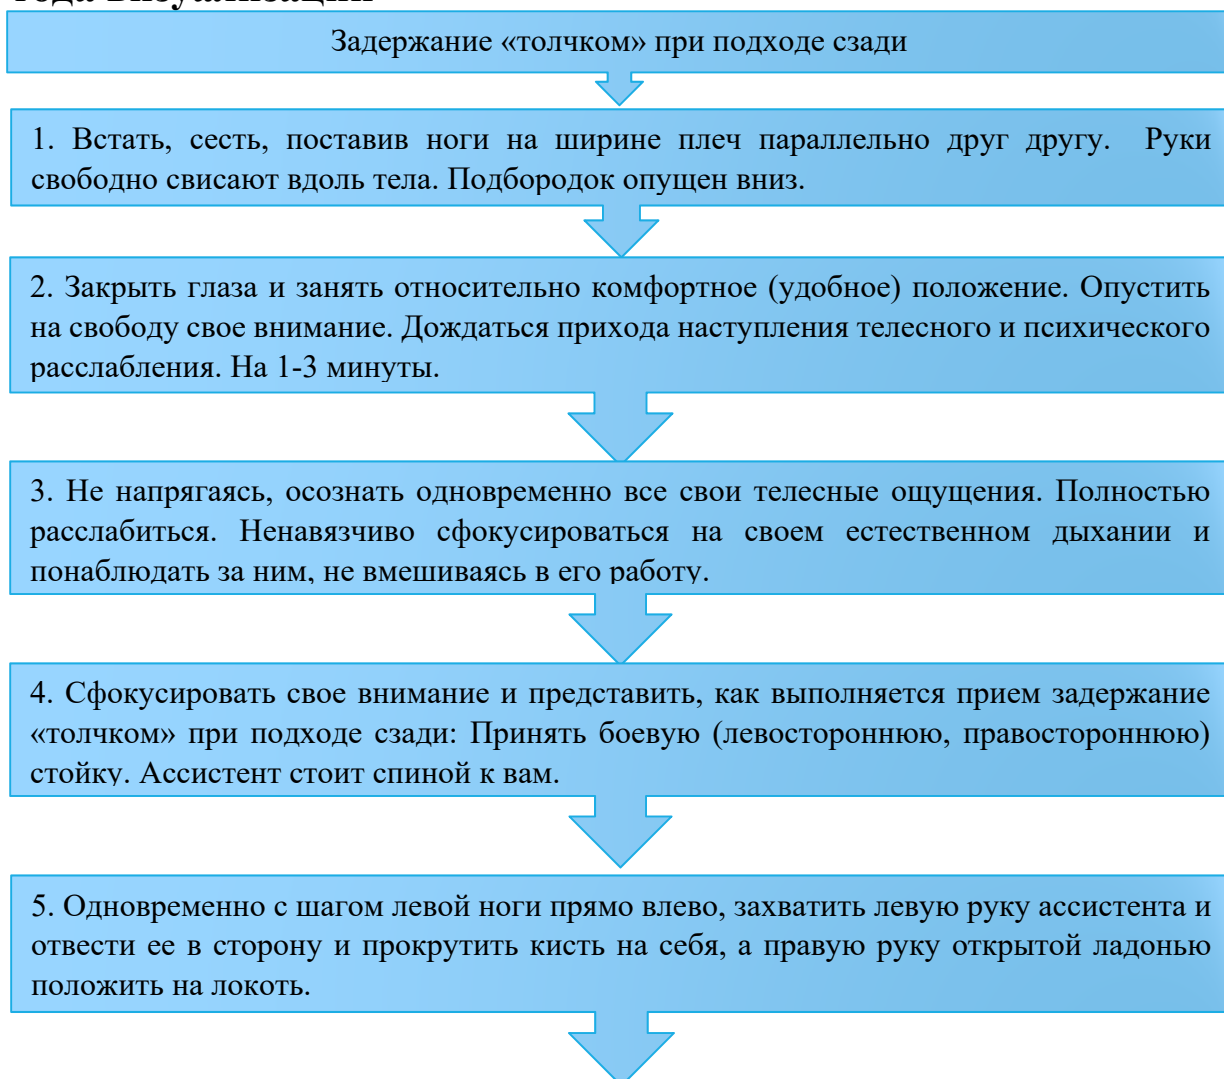 Задержание «толчком» при подходе сзади
1. Встать, сесть, поставив ноги на ширине плеч параллельно друг другу. Руки
свободно свисают вдоль тела. Подбородок опущен вниз.
2. Закрыть глаза и занять относительно комфортное (удобное) положение. Опустить
на свободу свое внимание. Дождаться прихода наступления телесного и психического
расслабления. На 1-3 минуты.
3. Не напрягаясь, осознать одновременно все свои телесные ощущения. Полностью
расслабиться. Ненавязчиво сфокусироваться на своем естественном дыхании и
понаблюдать за ним, не вмешиваясь в его работу.
4. Сфокусировать свое внимание и представить, как выполняется прием задержание
«толчком» при подходе сзади: Принять боевую (левостороннюю, правостороннюю)
стойку. Ассистент стоит спиной к вам.
5. Одновременно с шагом левой ноги прямо влево, захватить левую руку ассистента и
отвести ее в сторону и прокрутить кисть на себя, а правую руку открытой ладонью
положить на локоть.